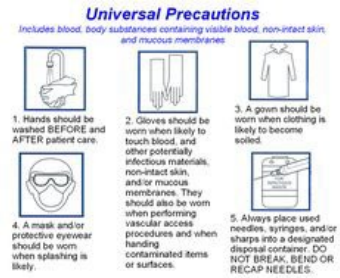 Universal Precautions
Includes blood, body substances containing visible blood, non-intact skin,
and mucous membranes
1. Hands should be
washed BEFORE and
AFTER patient care.
2. Gloves should be
worn when likely to
touch blood, and
other potentially
infectious materials,
non-intact skin,
and/or mucous
membranes. They
should also be worn
when performing
vascular access
procedures and when
handling
contaminated items
or surfaces.
3. A gown should be
worn when clothing is
likely to become
soiled.
4. A mask and/or
protective eyewear
should be
worn when splashing is
likely.
5. Always place used
needles, syringes, and/or
sharps into a designated
disposal container. DO
NOT BREAK, BEND OR
RECAP NEEDLES.